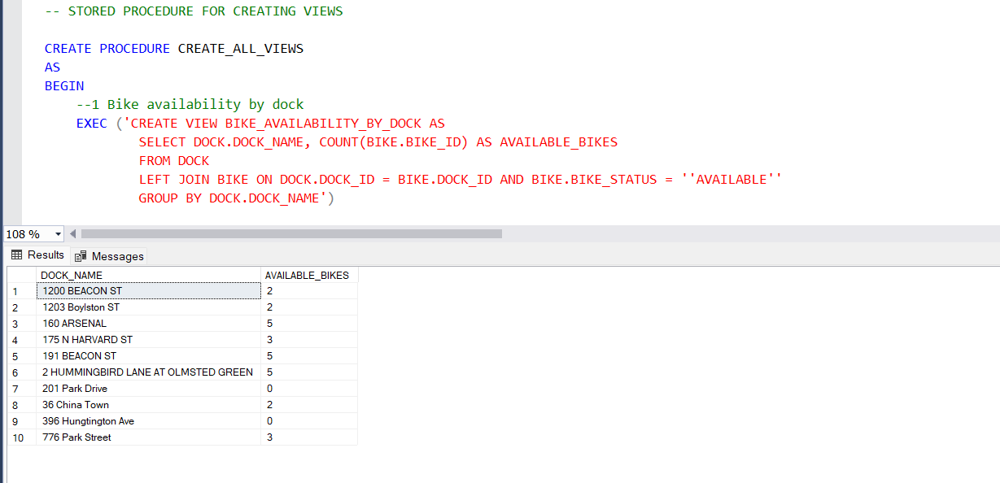 -- STORED PROCEDURE FOR CREATING VIEWS
CREATE PROCEDURE CREATE_ALL_VIEWS
AS
BEGIN
--1 Bike availability by dock
EXEC ('CREATE VIEW BIKE_AVAILABILITY_BY_DOCK AS
SELECT DOCK.DOCK_NAME, COUNT(BIKE.BIKE_ID) AS AVAILABLE_BIKES
FROM DOCK
LEFT JOIN BIKE ON DOCK.DOCK_ID = BIKE.DOCK_ID AND BIKE.BIKE_STATUS = ''AVAILABLE''
GROUP BY DOCK.DOCK_NAME')
108 %
Results Messages
DOCK_NAME AVAILABLE_BIKES
1 1200 BEACON ST 2
2 1203 Boylston ST 2
3 160 ARSENAL 5
4 175 N HARVARD ST 3
5 191 BEACON ST 5
6 2 HUMMINGBIRD LANE AT OLMSTED GREEN 5
7 201 Park Drive 0
8 36 China Town 2
9 396 Hungtington Ave 0
10 776 Park Street 3